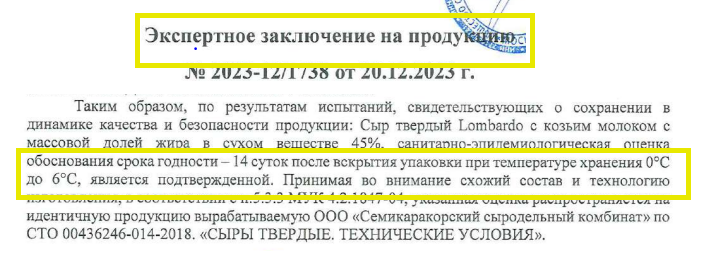 Экспертное заключение на продукцию
№ 2023-12/1738 от 20.12.2023 г.
Таким образом, по результатам испытаний, свидетельствующих о сохранении в
динамике качества и безопасности продукции: Сыр твердый Lombardo с козьим молоком с
массовой долей жира в сухом веществе 45%, санитарно-эпидемиологическая оценка
обоснования срока годности – 14 суток после вскрытия упаковки при температуре хранения 0°С
до 6°С, является подтвержденной. Принимая во внимание схожий состав и технологию
изготовления, в соответствии с п.5.3.3 МУК 4.2.1847-04, указанная оценка распространяется на
идентичную продукцию вырабатываемую ООО «Семикаракорский сыродельный комбинат» по
СТО 00436246-014-2018. «СЫРЫ ТВЕРДЫЕ. ТЕХНИЧЕСКИЕ УСЛОВИЯ».